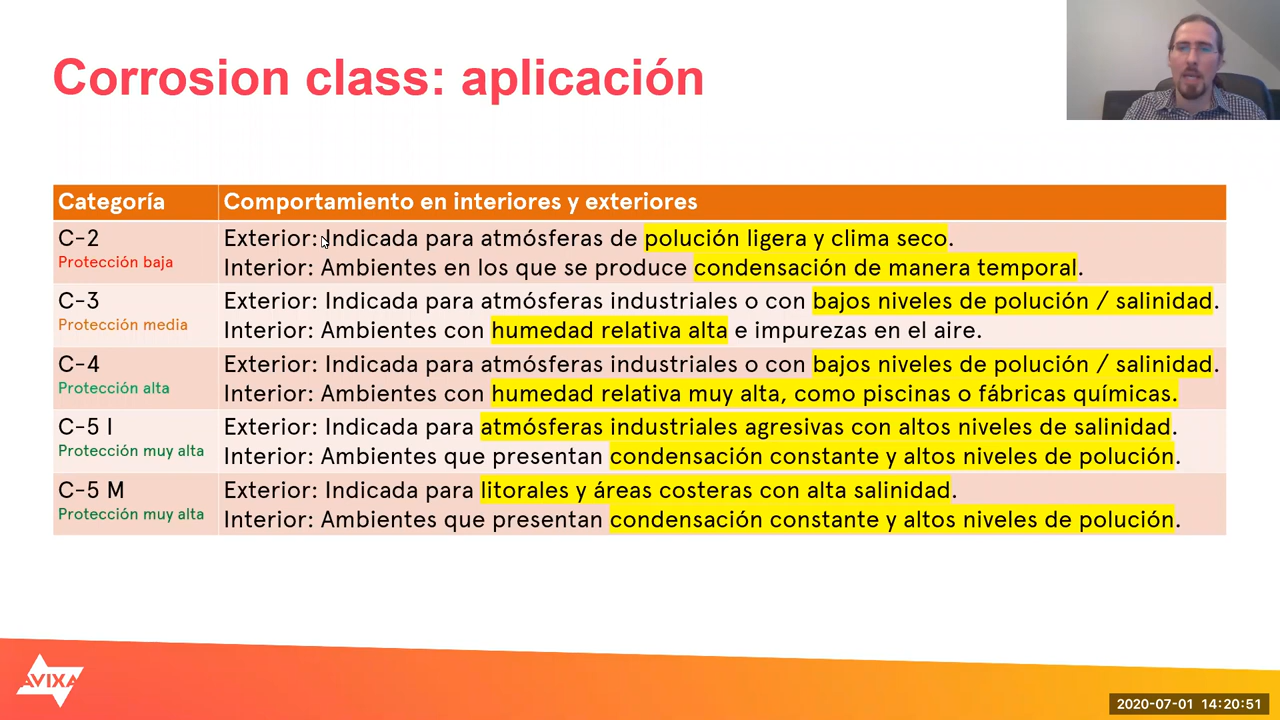 Corrosion class: aplicación
Categoría
Comportamiento en interiores y exteriores
C-2
Protección baja
Exterior: Indicada para atmósferas de polución ligera y clima seco.
Interior: Ambientes en los que se produce condensación de manera temporal.
C-3
Protección media
Exterior: Indicada para atmósferas industriales o con bajos niveles de polución / salinidad.
Interior: Ambientes con humedad relativa alta e impurezas en el aire.
C-4
Protección alta
Exterior: Indicada para atmósferas industriales o con bajos niveles de polución / salinidad.
Interior: Ambientes con humedad relativa muy alta, como piscinas o fábricas químicas.
C-5 I
Protección muy alta
Exterior: Indicada para atmósferas industriales agresivas con altos niveles de salinidad.
Interior: Ambientes que presentan condensación constante y altos niveles de polución.
C-5 M
Protección muy alta
Exterior: Indicada para litorales y áreas costeras con alta salinidad.
Interior: Ambientes que presentan condensación constante y altos niveles de polución.
AVIXA
2020-07-01 14:20:51